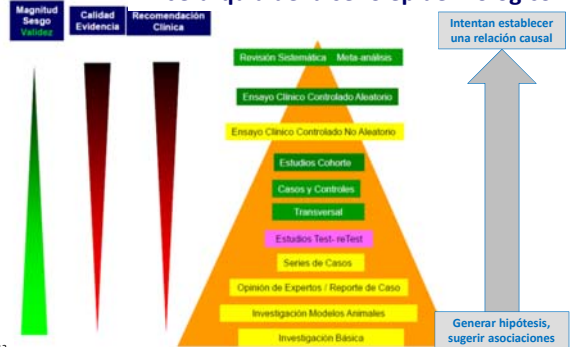 Magnitud
Sesgo
Validez
Calidad
Evidencia
Recomendación
Clínica
Intentan establecer
una relación causal
Revisión Sistemática Meta-análisis
Ensayo Clínico Controlado Aleatorio
Ensayo Clínico Controlado No Aleatorio
Estudios Cohorte
Casos y Controles
Transversal
Estudios Test- reTest
Series de Casos
Opinión de Expertos / Reporte de Caso
Investigación Modelos Animales
Investigación Básica
Generar hipótesis,
sugerir asociaciones